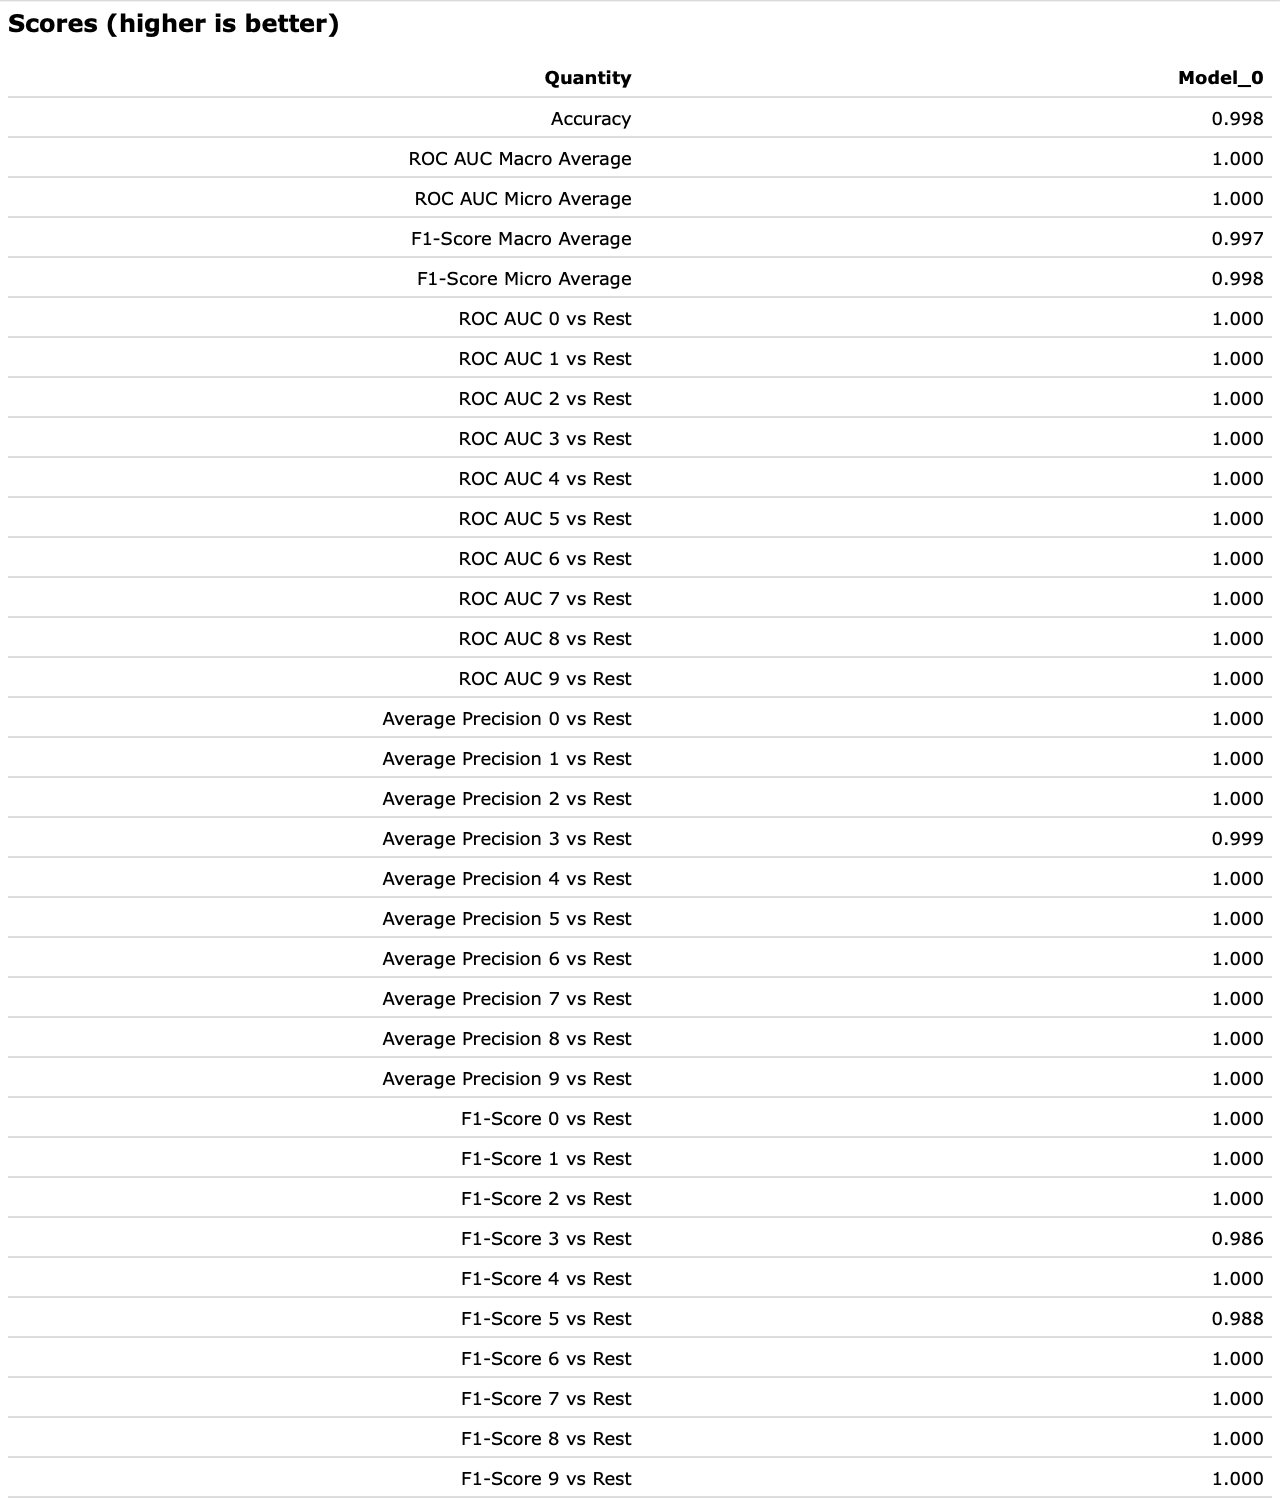 Scores (higher is better)
Quantity Model_0
Accuracy 0.998
ROC AUC Macro Average 1.000
ROC AUC Micro Average 1.000
F1-Score Macro Average 0.997
F1-Score Micro Average 0.998
ROC AUC 0 vs Rest 1.000
ROC AUC 1 vs Rest 1.000
ROC AUC 2 vs Rest 1.000
ROC AUC 3 vs Rest 1.000
ROC AUC 4 vs Rest 1.000
ROC AUC 5 vs Rest 1.000
ROC AUC 6 vs Rest 1.000
ROC AUC 7 vs Rest 1.000
ROC AUC 8 vs Rest 1.000
ROC AUC 9 vs Rest 1.000
Average Precision 0 vs Rest 1.000
Average Precision 1 vs Rest 1.000
Average Precision 2 vs Rest 1.000
Average Precision 3 vs Rest 0.999
Average Precision 4 vs Rest 1.000
Average Precision 5 vs Rest 1.000
Average Precision 6 vs Rest 1.000
Average Precision 7 vs Rest 1.000
Average Precision 8 vs Rest 1.000
Average Precision 9 vs Rest 1.000
F1-Score 0 vs Rest 1.000
F1-Score 1 vs Rest 1.000
F1-Score 2 vs Rest 1.000
F1-Score 3 vs Rest 0.986
F1-Score 4 vs Rest 1.000
F1-Score 5 vs Rest 0.988
F1-Score 6 vs Rest 1.000
F1-Score 7 vs Rest 1.000
F1-Score 8 vs Rest 1.000
F1-Score 9 vs Rest 1.000